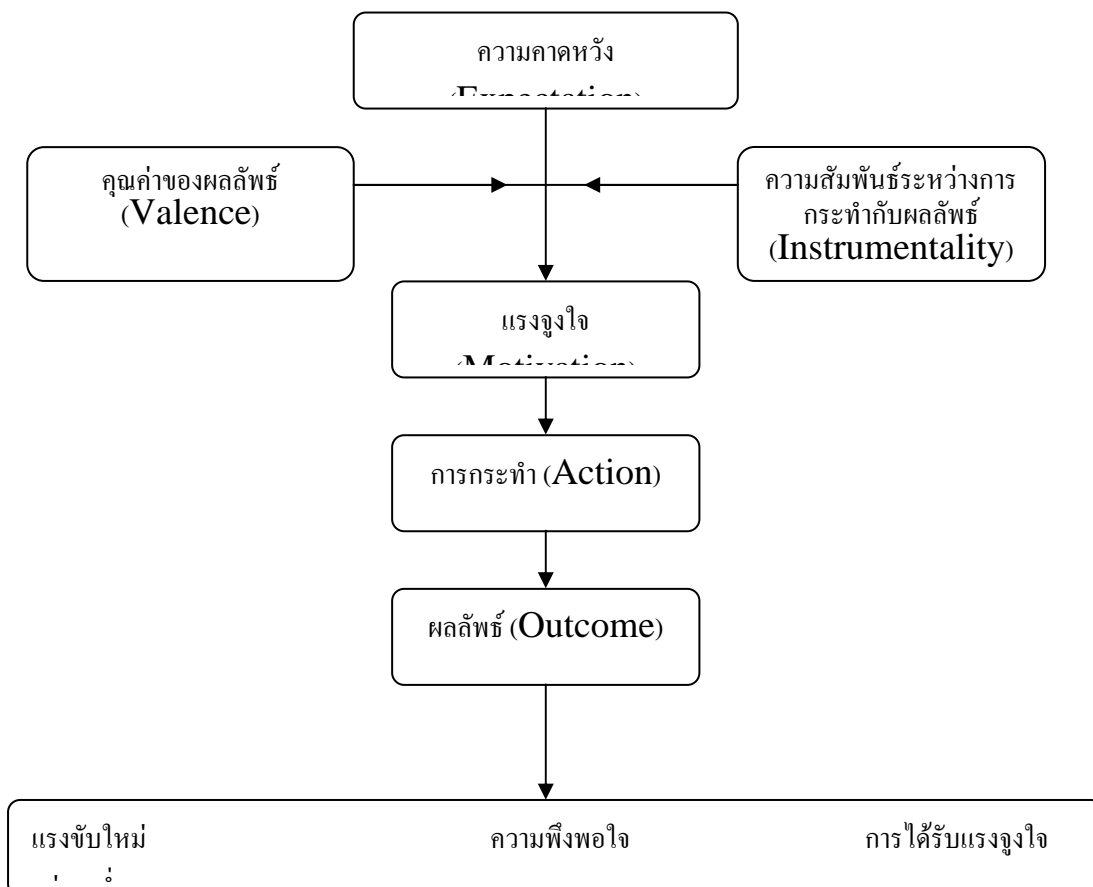 ความคาดหวัง
(Expectation)
คุณค่าของผลลัพธ์
(Valence)
ความสัมพันธ์ระหว่างการ
กระทำกับผลลัพธ์
(Instrumentality)
แรงจูงใจ
(Motivation)
การกระทำ (Action)
ผลลัพธ์ (Outcome)
แรงขับใหม่ ความพึงพอใจ การได้รับแรงจูงใจ